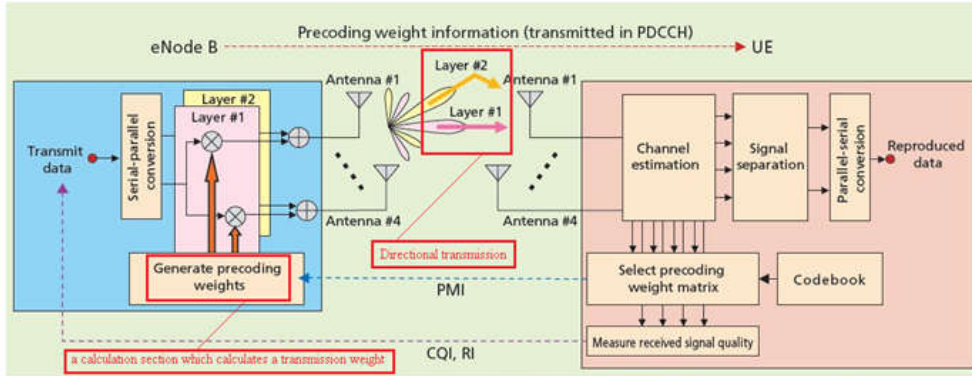 Precoding weight information (transmitted in PDCCH)
eNode B
UE
Antenna #1
Layer #2
Antenna #1
Layer #2
Layer #1
Layer #1
Transmit
data
Serial-parallel
conversion
Channel
estimation
Signal
separation
Parallel-serial
conversion
Reproduced
data
Antenna #4
Antenna #4
Directional transmission
Generate precoding
weights
PMI
Select precoding
weight matrix
Codebook
a calculation section which calculates a transmission weight
CQI, RI
Measure received signal quality